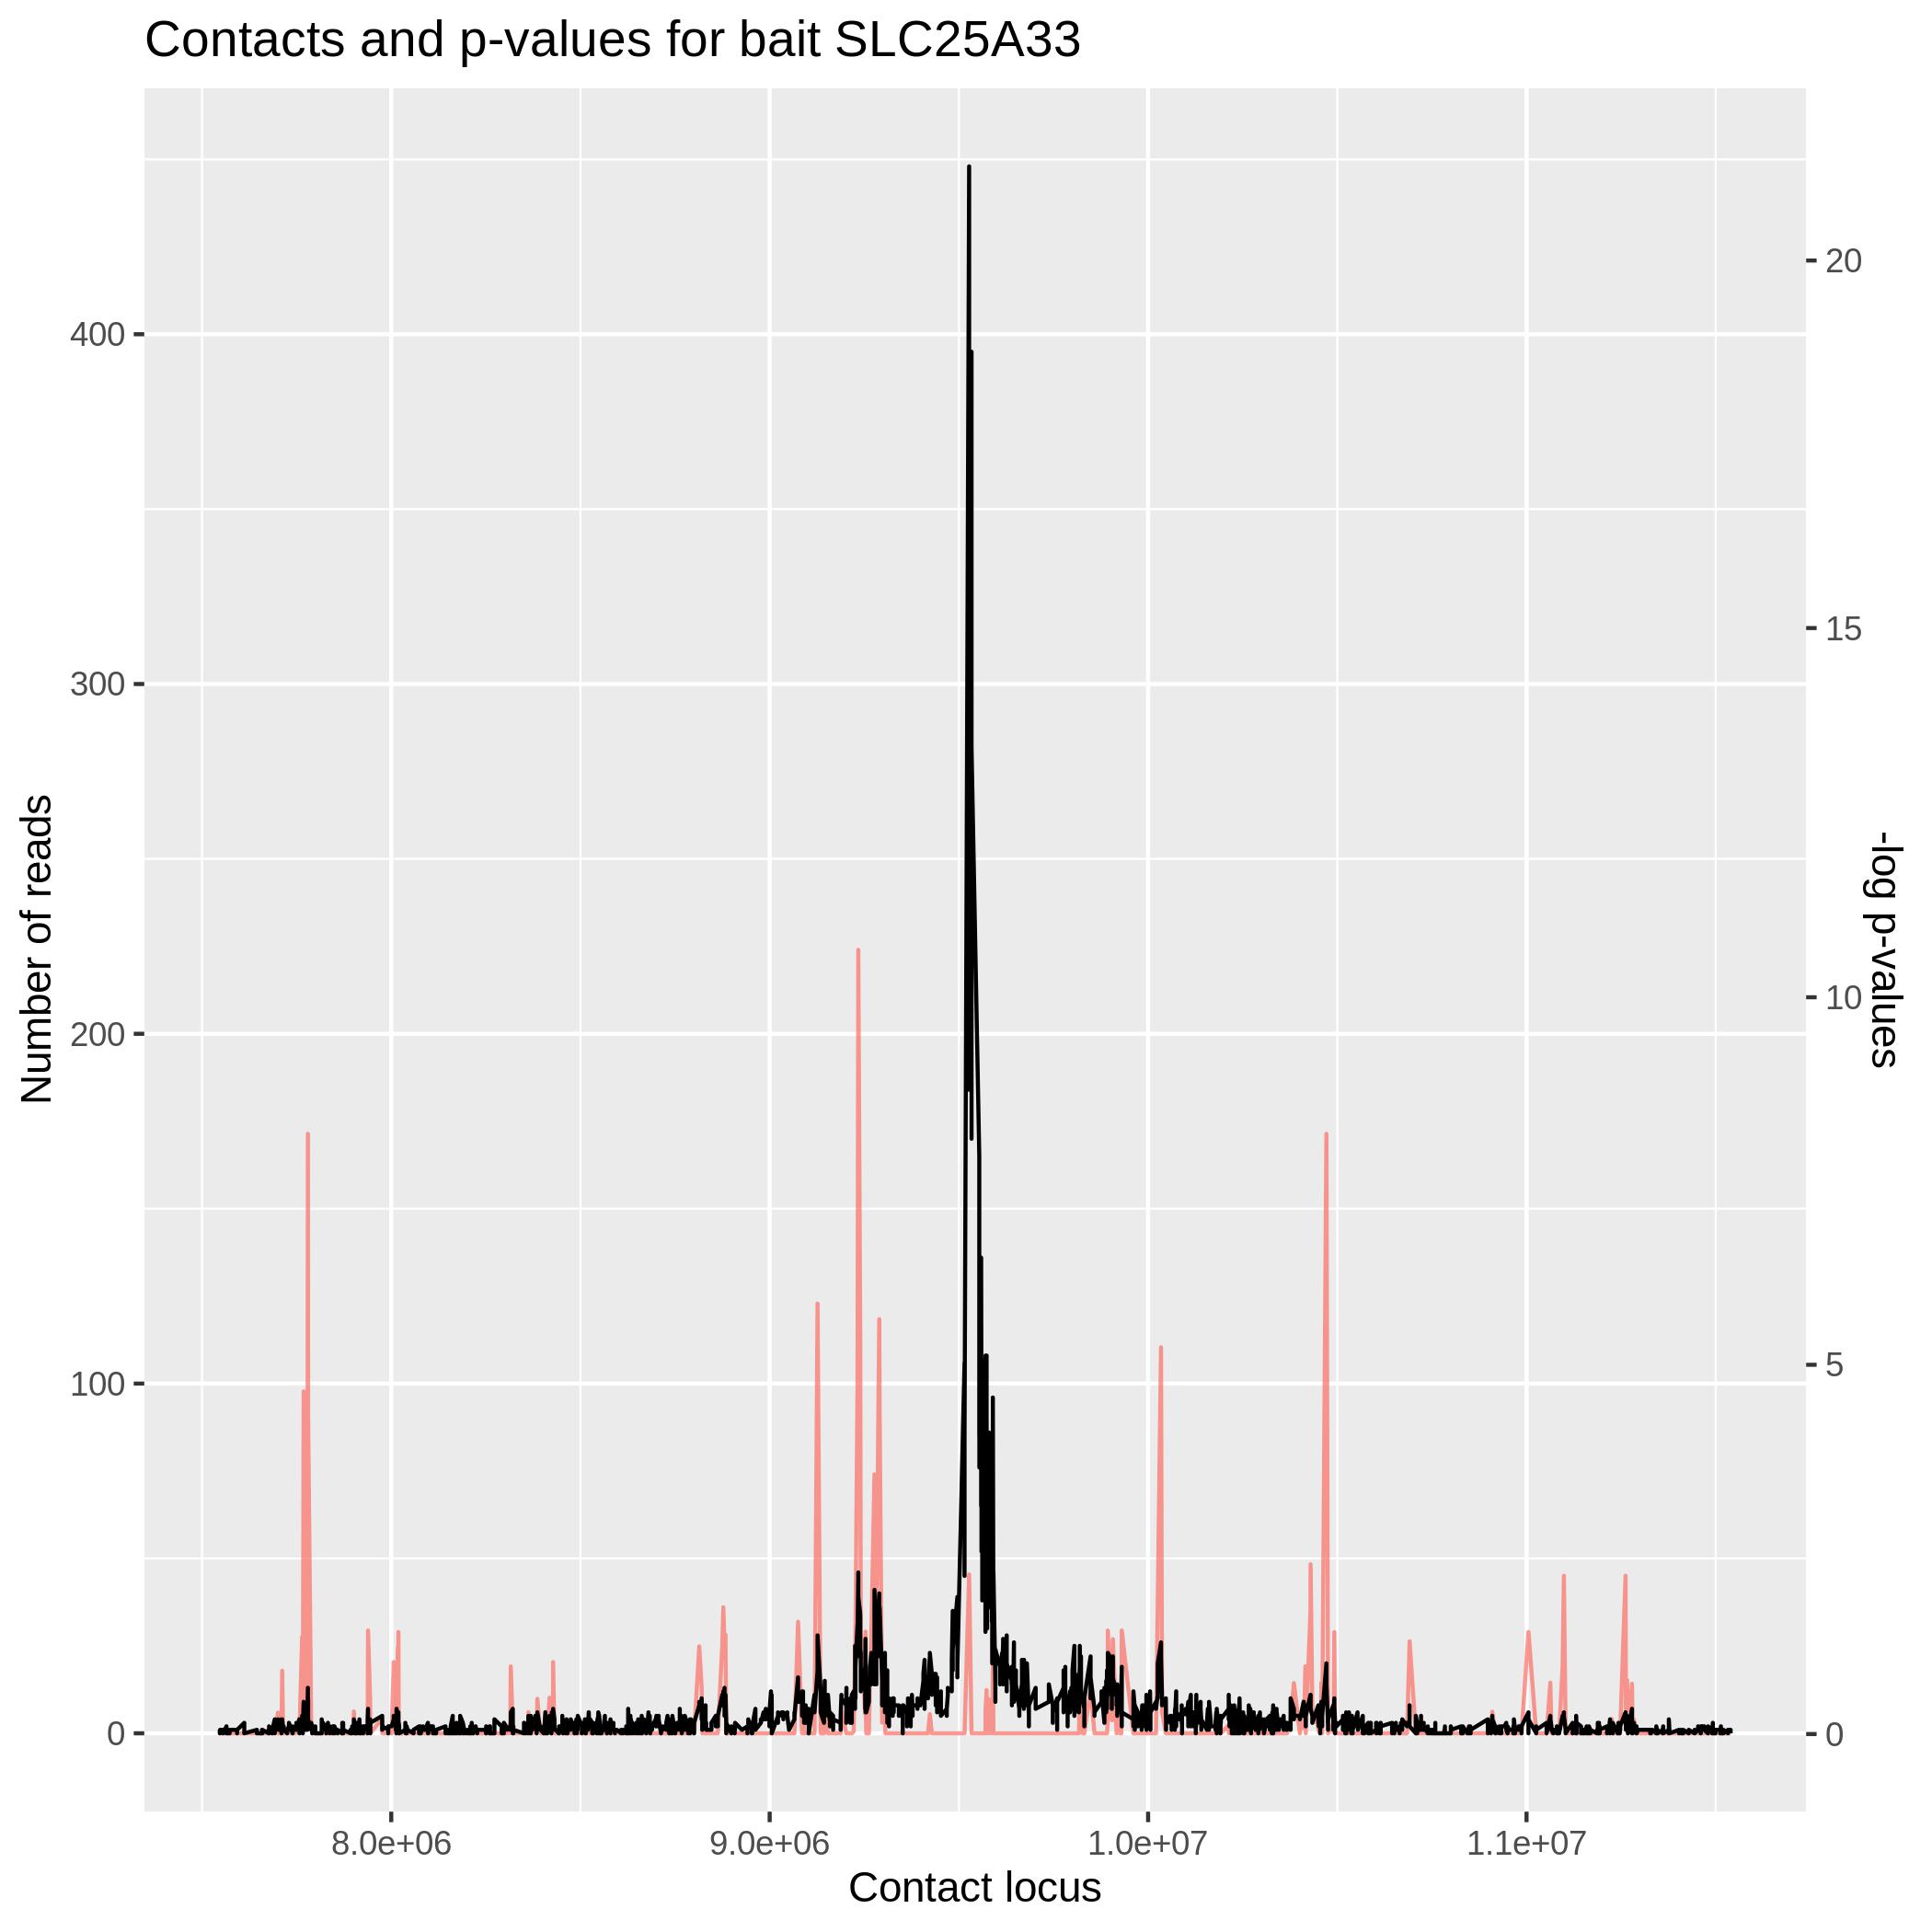 Contacts and p-values for bait SLC25A33
400
300
200
100
0
Number of reads
20
15
10
5
0
-log p-values
8.0e+06 9.0e+06 1.0e+07 1.1e+07
Contact locus